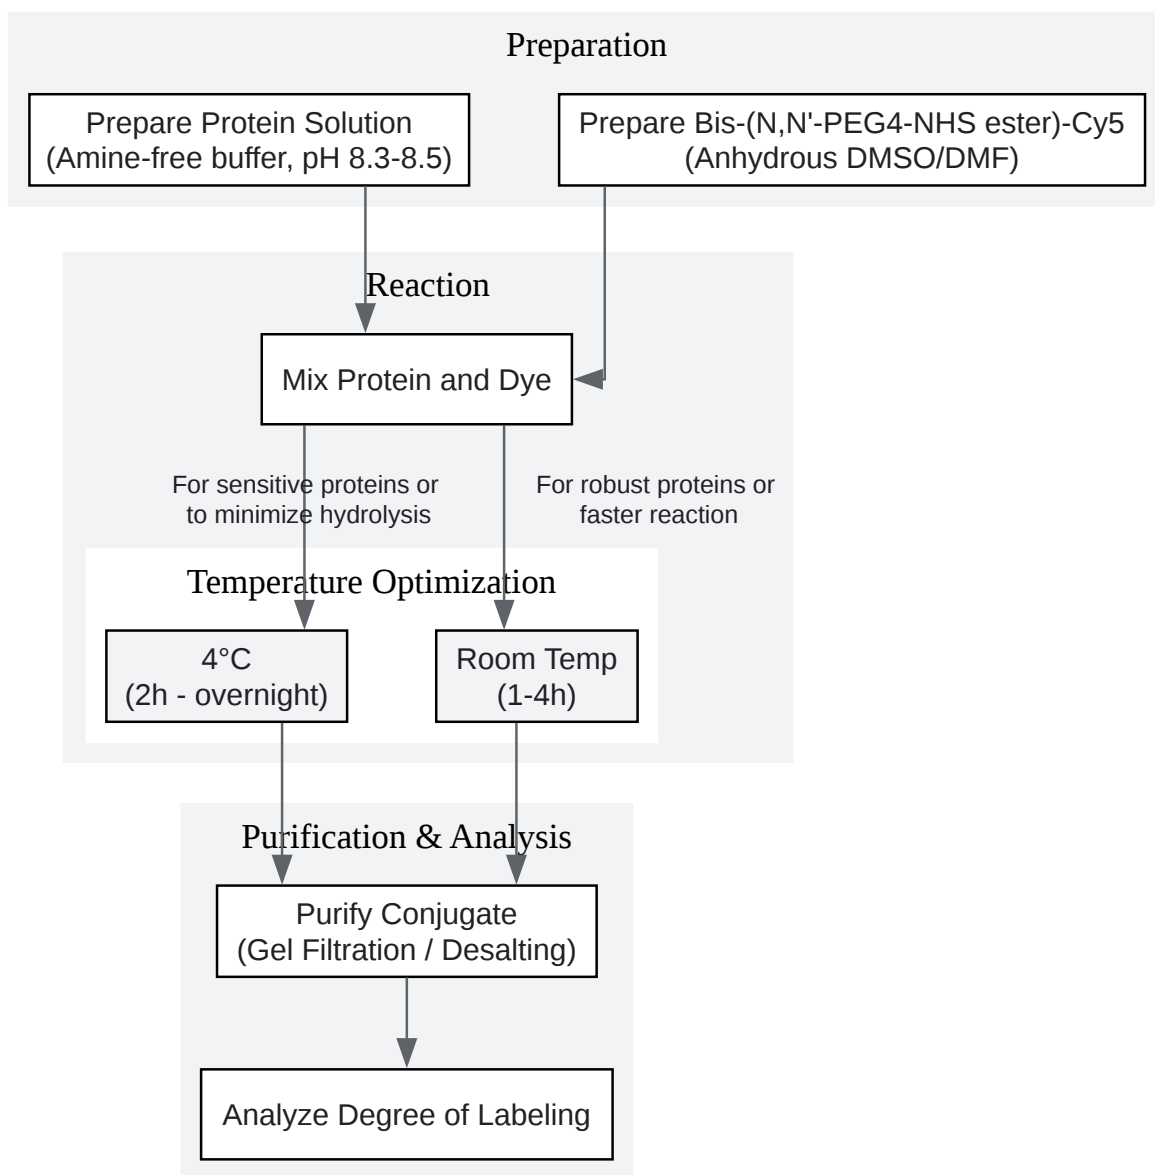 Preparation
Prepare Protein Solution
(Amine-free buffer, pH 8.3-8.5)
Prepare Bis-(N,N'-PEG4-NHS ester)-Cy5
(Anhydrous DMSO/DMF)
Reaction
Mix Protein and Dye
For sensitive proteins or
to minimize hydrolysis
For robust proteins or
faster reaction
Temperature Optimization
4°C
(2h - overnight)
Room Temp
(1-4h)
Purification & Analysis
Purify Conjugate
(Gel Filtration / Desalting)
Analyze Degree of Labeling